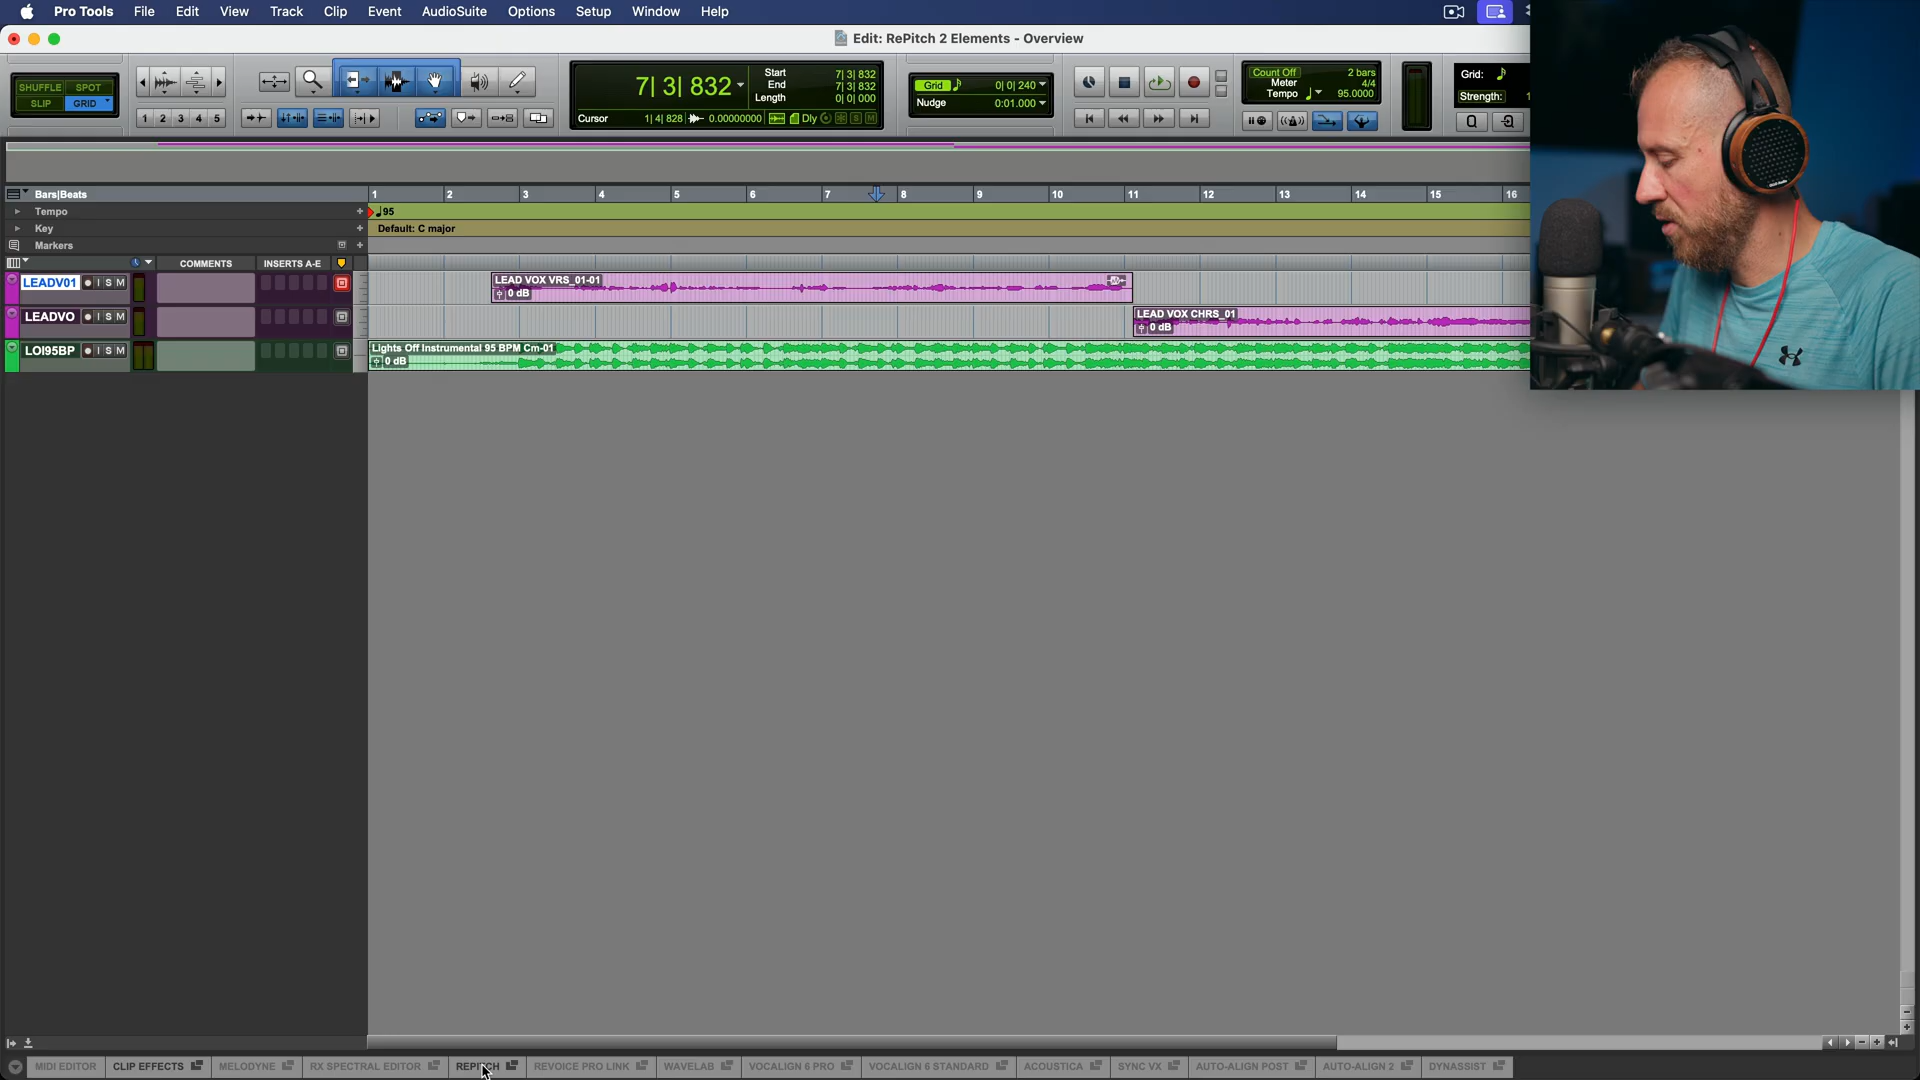 Pro Tools File Edit View Track Clip Event AudioSuite Options Setup Window Help
Edit: RePitch 2 Elements - Overview
SHUFFLE SPOT
SLIP GRID
1 2 3 4 5
7| 3| 832
Start 7| 3| 832
End 7| 3| 832
Length 0| 0| 000
Cursor 1| 4| 828 0.00000000 Dly S M
Grid 0| 0| 240
Nudge 0:01.000
Count Off 2 bars
Meter 4/4
Tempo 95.0000
Grid:
Strength:
Bars|Beats 1 2 3 4 5 6 7 8 9 10 11 12 13 14 15 16
Tempo 95
Key Default: C major
Markers
COMMENTS INSERTS A-E
LEADV01 I S M
LEAD VOX VRS_01-01
0 dB
LEADVO I S M
LEAD VOX CHRS_01
0 dB
LOI95BP I S M
Lights Off Instrumental 95 BPM Cm-01
0 dB
MIDI EDITOR CLIP EFFECTS MELODYNE RX SPECTRAL EDITOR REPITCH REVOICE PRO LINK WAVELAB VOCALIGN 6 PRO VOCALIGN 6 STANDARD ACOUSTICA SYNC VX AUTO-ALIGN POST AUTO-ALIGN 2 DYNASSIST